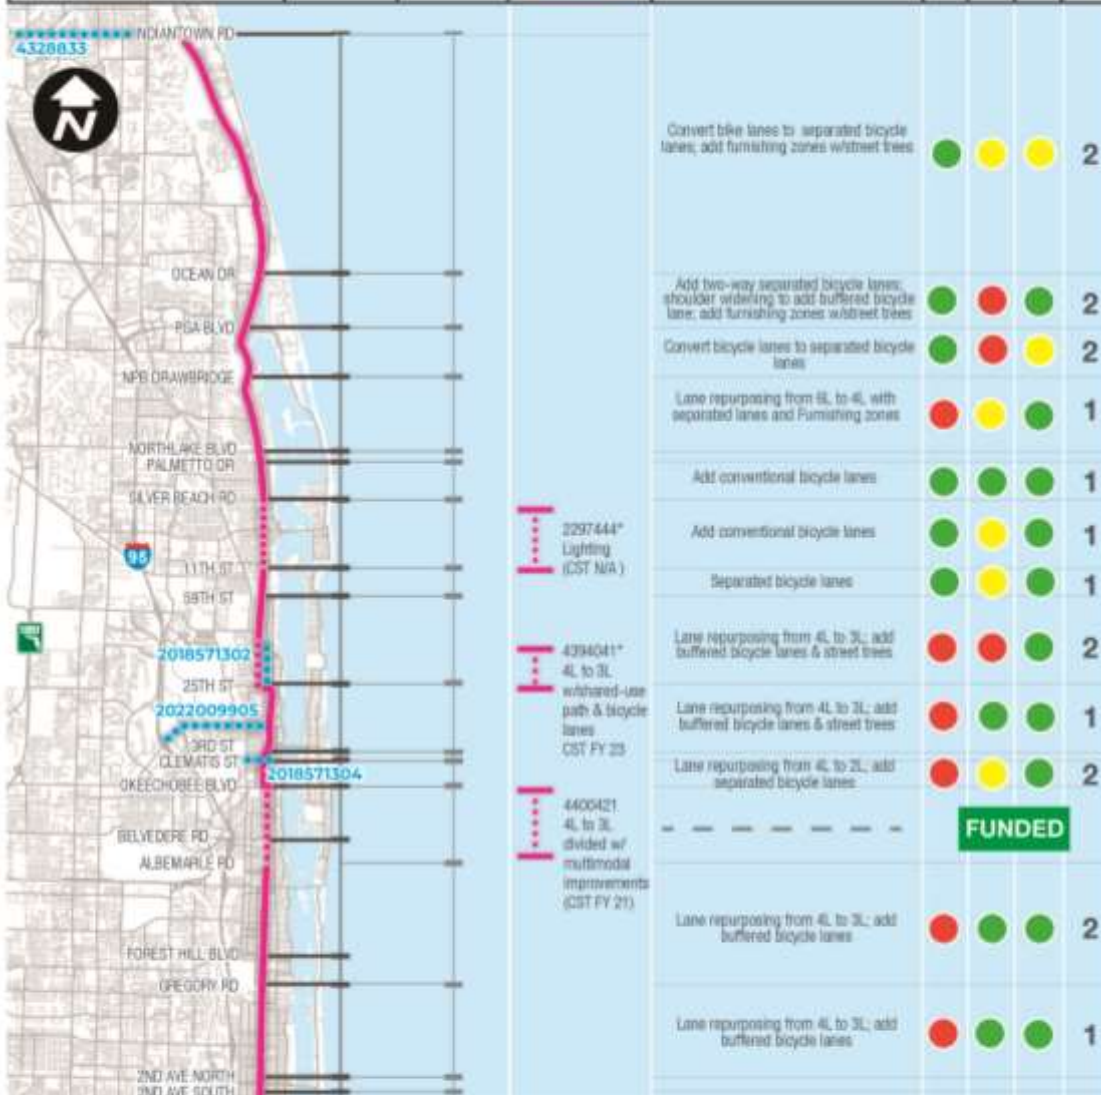 INDIANTOWN RD
4328833
N
OCEAN DR
PGA BLVD
NPB DRAWBRIDGE
NORTHLAKE BLVD
PALMETTO DR
SILVER BEACH RD
95
11TH ST
59TH ST
2018571302
25TH ST
2022009905
3RD ST
CLEMATIS ST
2018571304
OKEECHOBEE BLVD
BELVEDERE RD
ALBEMARLE RD
FOREST HILL BLVD
GREGORY RD
2ND AVE NORTH
2ND AVE SOUTH
2297444*
Lighting
(CST N/A )
4394041*
4L to 3L
w/shared-use
path & bicycle
lanes
CST FY 23
4400421
4L to 3L
divided w/
multimodal
improvements
(CST FY 21)
Convert bike lanes to separated bicycle
lanes; add furnishing zones w/street trees
2
Add two-way separated bicycle lanes;
shoulder widening to add buffered bicycle
lane; add furnishing zones w/street trees
2
Convert bicycle lanes to separated bicycle
lanes
2
Lane repurposing from 6L to 4L with
separated lanes and Furnishing zones
1
Add conventional bicycle lanes
1
Add conventional bicycle lanes
1
Separated bicycle lanes
1
Lane repurposing from 4L to 3L; add
buffered bicycle lanes & street trees
2
Lane repurposing from 4L to 3L; add
buffered bicycle lanes & street trees
1
Lane repurposing from 4L to 2L, add
separated bicycle lanes
2
FUNDED
Lane repurposing from 4L to 3L; add
buffered bicycle lanes
2
Lane repurposing from 4L to 3L; add
buffered bicycle lanes
1